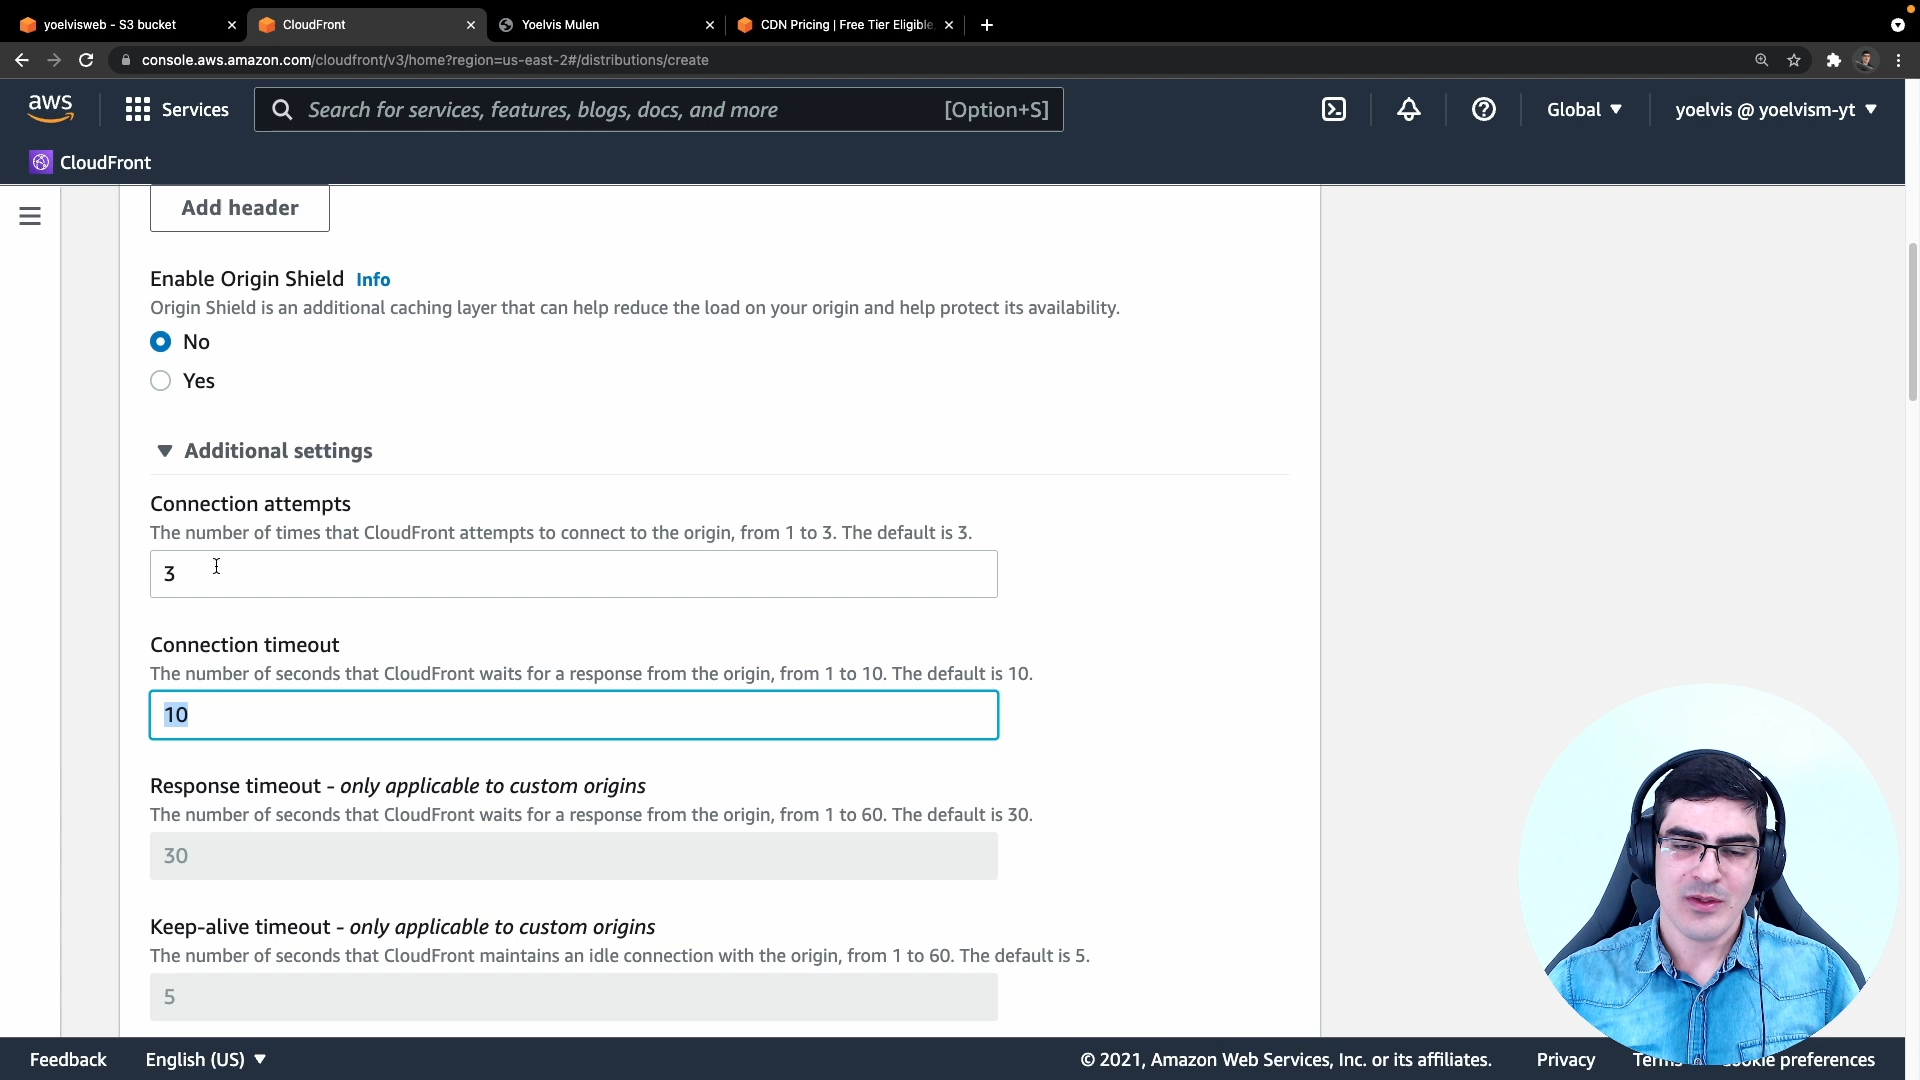 yoelvisweb - S3 bucket
CloudFront
Yoelvis Mulen
CDN Pricing | Free Tier Eligible,
console.aws.amazon.com/cloudfront/v3/home?region=us-east-2#/distributions/create
aws
Services
Search for services, features, blogs, docs, and more
[Option+S]
Global
yoelvis @ yoelvism-yt
CloudFront
Add header
Enable Origin Shield Info
Origin Shield is an additional caching layer that can help reduce the load on your origin and help protect its availability.
No
Yes
Additional settings
Connection attempts
The number of times that CloudFront attempts to connect to the origin, from 1 to 3. The default is 3.
3
Connection timeout
The number of seconds that CloudFront waits for a response from the origin, from 1 to 10. The default is 10.
10
Response timeout - only applicable to custom origins
The number of seconds that CloudFront waits for a response from the origin, from 1 to 60. The default is 30.
30
Keep-alive timeout - only applicable to custom origins
The number of seconds that CloudFront maintains an idle connection with the origin, from 1 to 60. The default is 5.
5
Feedback
English (US)
© 2021, Amazon Web Services, Inc. or its affiliates.
Privacy
preferences